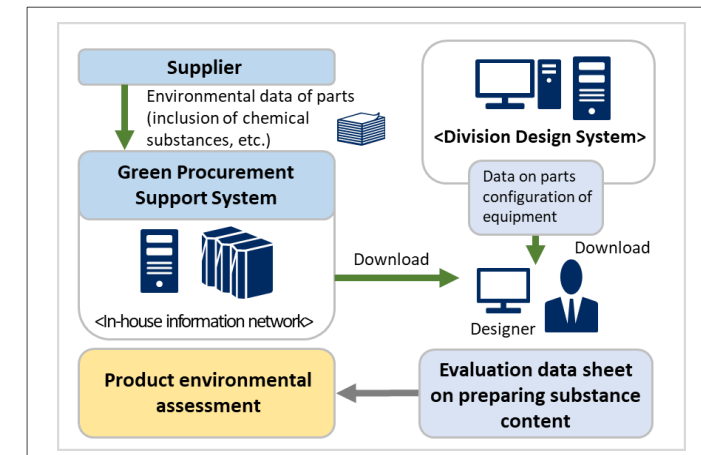 Supplier
Environmental data of parts
(inclusion of chemical
substances, etc.)
Green Procurement
Support System
<In-house information network>
Download
<Division Design System>
Data on parts
configuration of
equipment
Download
Designer
Evaluation data sheet
on preparing substance
content
Product environmental
assessment